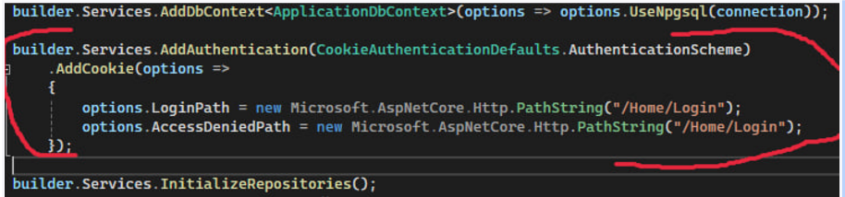 builder.Services.AddDbContext<ApplicationDbContext>(options => options.UseNpgsql(connection));
builder.Services.AddAuthentication(CookieAuthenticationDefaults.AuthenticationScheme)
.AddCookie(options =>
{
options.LoginPath = new Microsoft.AspNetCore.Http.PathString("/Home/Login");
options.AccessDeniedPath = new Microsoft.AspNetCore.Http.PathString("/Home/Login");
});
builder.Services.InitializeRepositories();